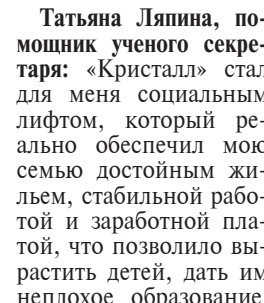 Татьяна Ляпина, по-
мощник ученого секре-
таря: «Кристалл» стал
для меня социальным
лифтом, который ре-
ально обеспечил мою
семью достойным жи-
льем, стабильной рабо-
той и заработной пла-
той, что позволило вы-
растить детей, дать им
неплохое образование